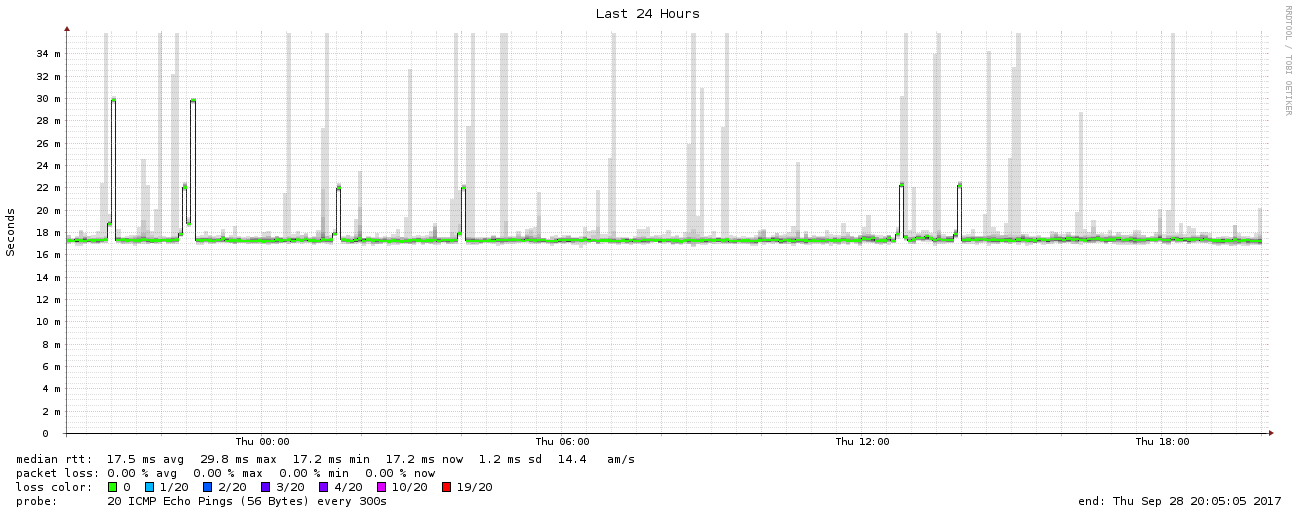 Last 24 Hours
RRDTOOL / TOBI OETIKER
Seconds
34 m
32 m
30 m
28 m
26 m
24 m
22 m
20 m
18 m
16 m
14 m
12 m
10 m
8 m
6 m
4 m
2 m
0
Thu 00:00 Thu 06:00 Thu 12:00 Thu 18:00
median rtt: 17.5 ms avg 29.8 ms max 17.2 ms min 17.2 ms now 1.2 ms sd 14.4 am/s
packet loss: 0.00 % avg 0.00 % max 0.00 % min 0.00 % now
loss color: 0 1/20 2/20 3/20 4/20 10/20 19/20
probe: 20 ICMP Echo Pings (56 Bytes) every 300s end: Thu Sep 28 20:05:05 2017